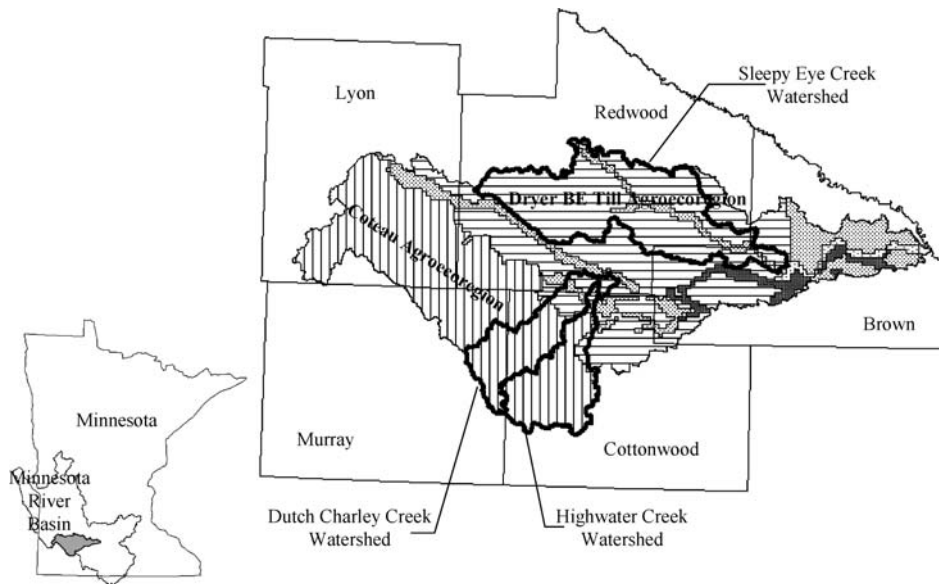 Sleepy Eye Creek
Watershed
Lyon
Redwood
Dryer BE Till Agroecoregion
Coteau Agroecoregion
Brown
Minnesota
Murray
Cottonwood
Minnesota
River
Basin
Dutch Charley Creek
Watershed
Highwater Creek
Watershed